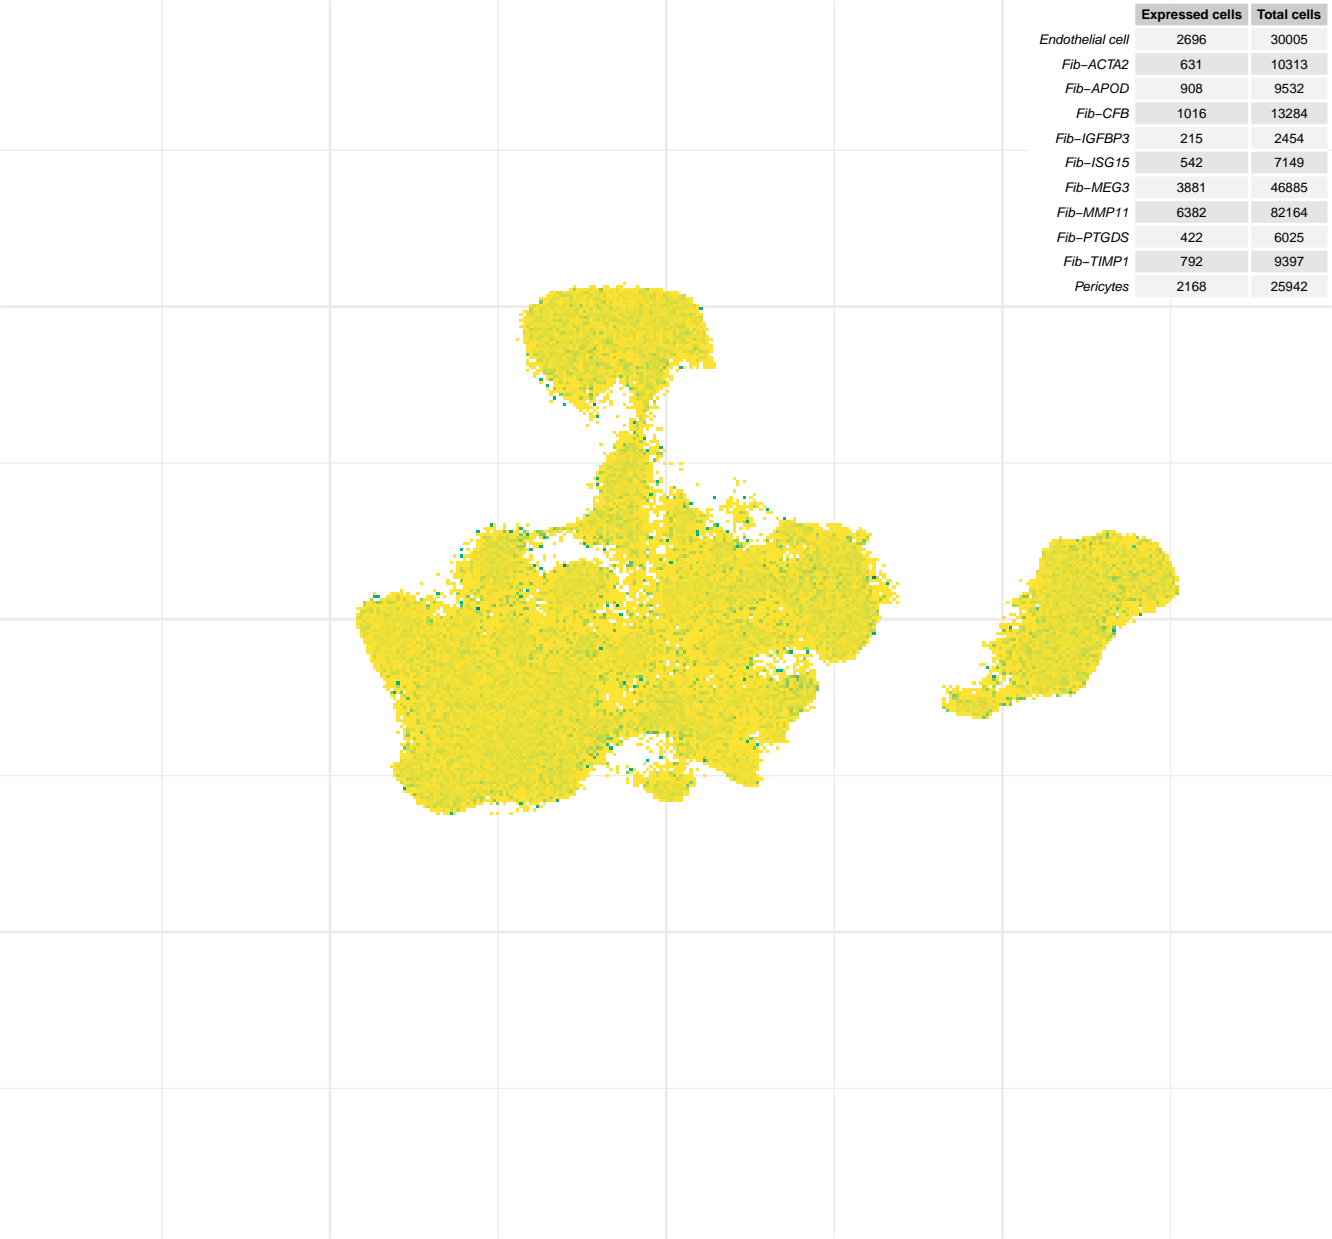 Expressed cells Total cells
Endothelial cell 2696 30005
Fib−ACTA2 631 10313
Fib−APOD 908 9532
Fib−CFB 1016 13284
Fib−IGFBP3 215 2454
Fib−ISG15 542 7149
Fib−MEG3 3881 46885
Fib−MMP11 6382 82164
Fib−PTGDS 422 6025
Fib−TIMP1 792 9397
Pericytes 2168 25942